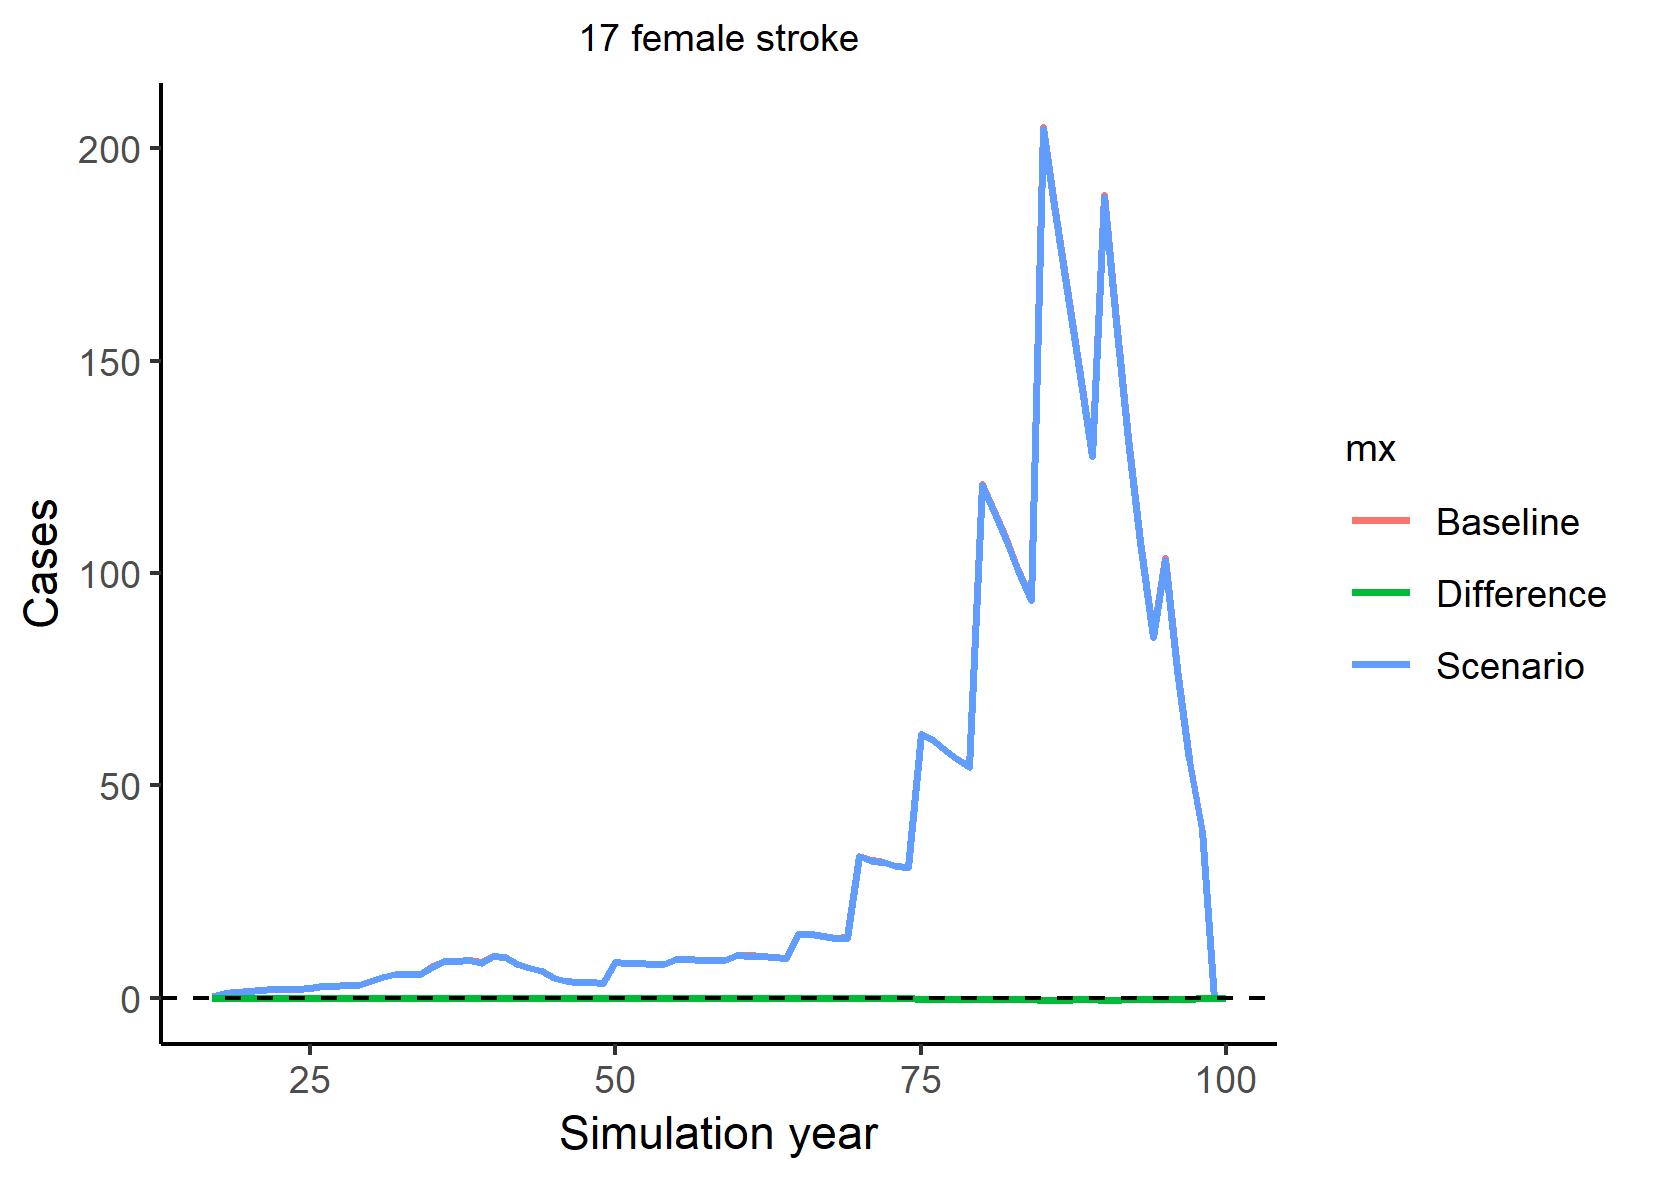 17 female stroke
200
150
100
50
0
Cases
25 50 75 100
Simulation year
mx
Baseline
Difference
Scenario